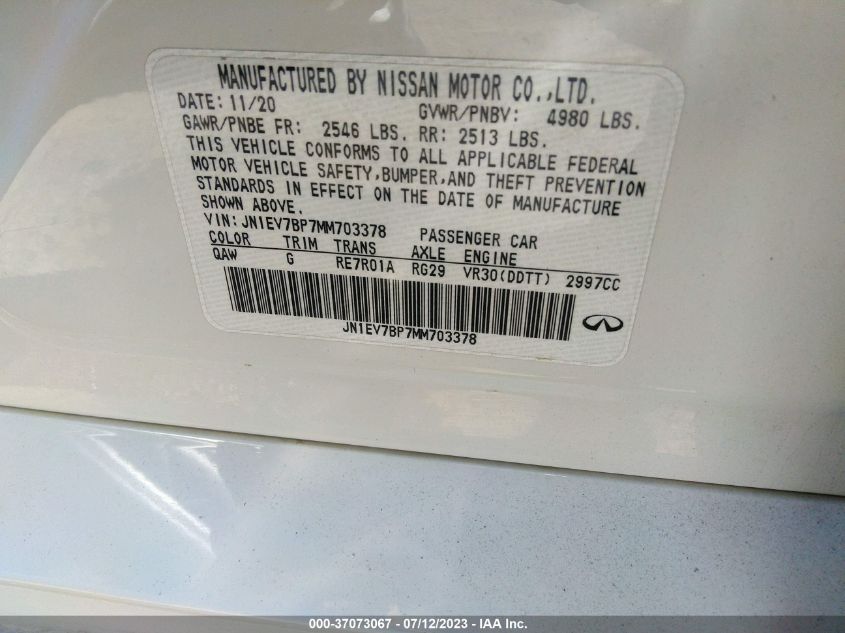 MANUFACTURED BY NISSAN MOTOR CO.,LTD.
DATE: 11/20 GVWR/PNBV: 4980 LBS.
GAWR/PNBE FR: 2546 LBS. RR: 2513 LBS.
THIS VEHICLE CONFORMS TO ALL APPLICABLE FEDERAL
MOTOR VEHICLE SAFETY,BUMPER,AND THEFT PREVENTION
STANDARDS IN EFFECT ON THE DATE OF MANUFACTURE
SHOWN ABOVE.
VIN: JN1EV7BP7MM703378 PASSENGER CAR
COLOR TRIM TRANS AXLE ENGINE
QAW G RE7R01A RG29 VR30(DDTT) 2997CC
JN1EV7BP7MM703378
000-37073067 - 07/12/2023 - IAA Inc.